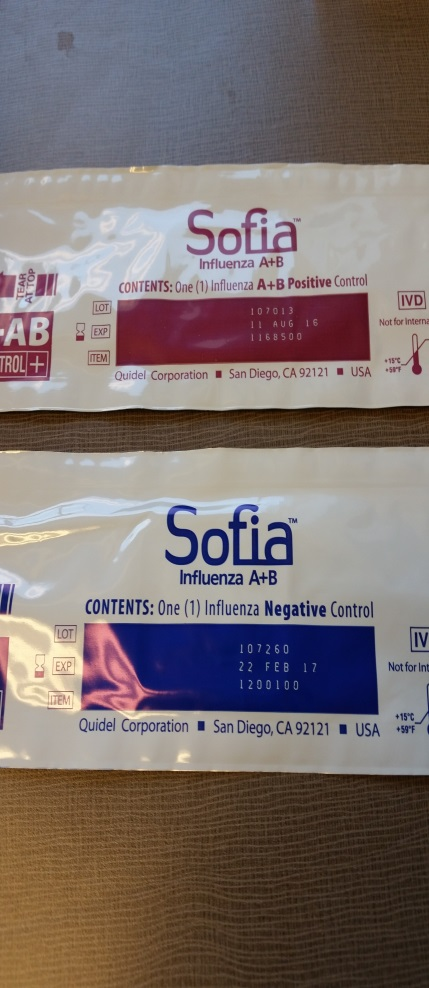 Sofia™
Influenza A+B
CONTENTS: One (1) Influenza A+B Positive Control
TEAR
AT TOP
-AB
TROL +
LOT
EXP
ITEM
107013
11 AUG 16
1168500
IVD
Not for Interna
+15°C
+59°F
Quidel Corporation ■ San Diego, CA 92121 ■ USA
Sofia™
Influenza A+B
CONTENTS: One (1) Influenza Negative Control
LOT
EXP
ITEM
107260
22 FEB 17
1200100
IV
Not for Int
+15°C
+59°F
Quidel Corporation ■ San Diego, CA 92121 ■ USA